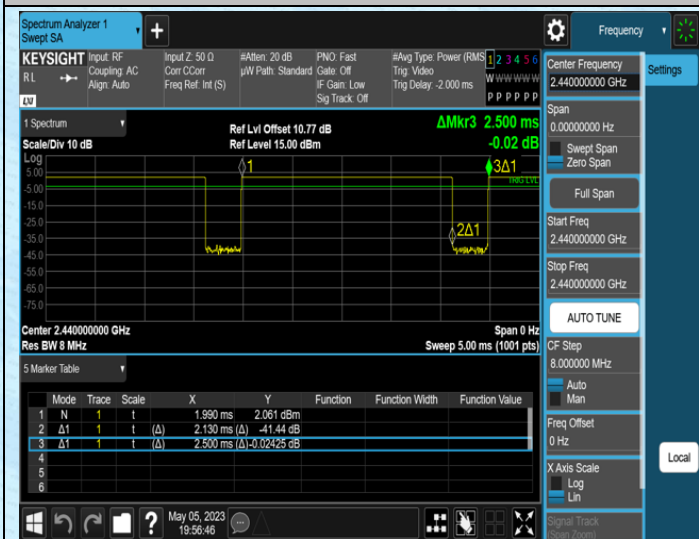 Spectrum Analyzer 1
Swept SA
+
Frequency
KEYSIGHT
RL
LXI
Input: RF
Coupling: AC
Align: Auto
Input Z: 50 Ω
Corr CCorr
Freq Ref: Int (S)
#Atten: 20 dB
µW Path: Standard
PNO: Fast
Gate: Off
IF Gain: Low
Sig Track: Off
#Avg Type: Power (RMS
Trig: Video
Trig Delay: -2.000 ms
1 2 3 4 5 6
W W W W W W
P P P P P P
1 Spectrum
Scale/Div 10 dB
Log
Ref Lvl Offset 10.77 dB
Ref Level 15.00 dBm
ΔMkr3 2.500 ms
-0.02 dB
5.00
-5.00
-15.0
-25.0
-35.0
-45.0
-55.0
-65.0
-75.0
1
3Δ1
TRIG LVL
2Δ1
Center 2.440000000 GHz
Res BW 8 MHz
Span 0 Hz
Sweep 5.00 ms (1001 pts)
5 Marker Table
Mode Trace Scale X Y Function Function Width Function Value
1 N 1 t 1.990 ms 2.061 dBm
2 Δ1 1 t (Δ) 2.130 ms (Δ) -41.44 dB
3 Δ1 1 t (Δ) 2.500 ms (Δ) -0.02425 dB
4
5
6
?
May 05, 2023
19:56:46
Center Frequency
2.440000000 GHz
Span
0.00000000 Hz
Swept Span
Zero Span
Full Span
Start Freq
2.440000000 GHz
Stop Freq
2.440000000 GHz
AUTO TUNE
CF Step
8.000000 MHz
Auto
Man
Freq Offset
0 Hz
X Axis Scale
Log
Lin
Signal Track
(Span Zoom)
Settings
Local